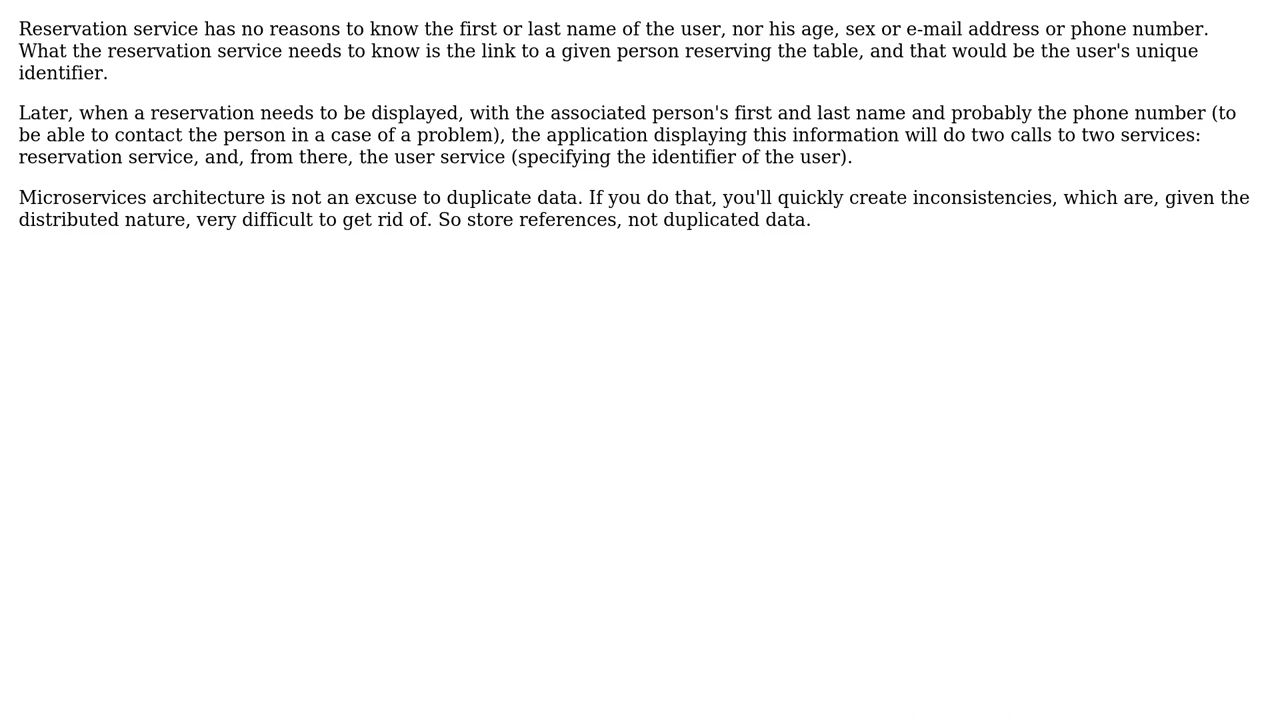 Reservation service has no reasons to know the first or last name of the user, nor his age, sex or e-mail address or phone number.
What the reservation service needs to know is the link to a given person reserving the table, and that would be the user's unique
identifier.
Later, when a reservation needs to be displayed, with the associated person's first and last name and probably the phone number (to
be able to contact the person in a case of a problem), the application displaying this information will do two calls to two services:
reservation service, and, from there, the user service (specifying the identifier of the user).
Microservices architecture is not an excuse to duplicate data. If you do that, you'll quickly create inconsistencies, which are, given the
distributed nature, very difficult to get rid of. So store references, not duplicated data.